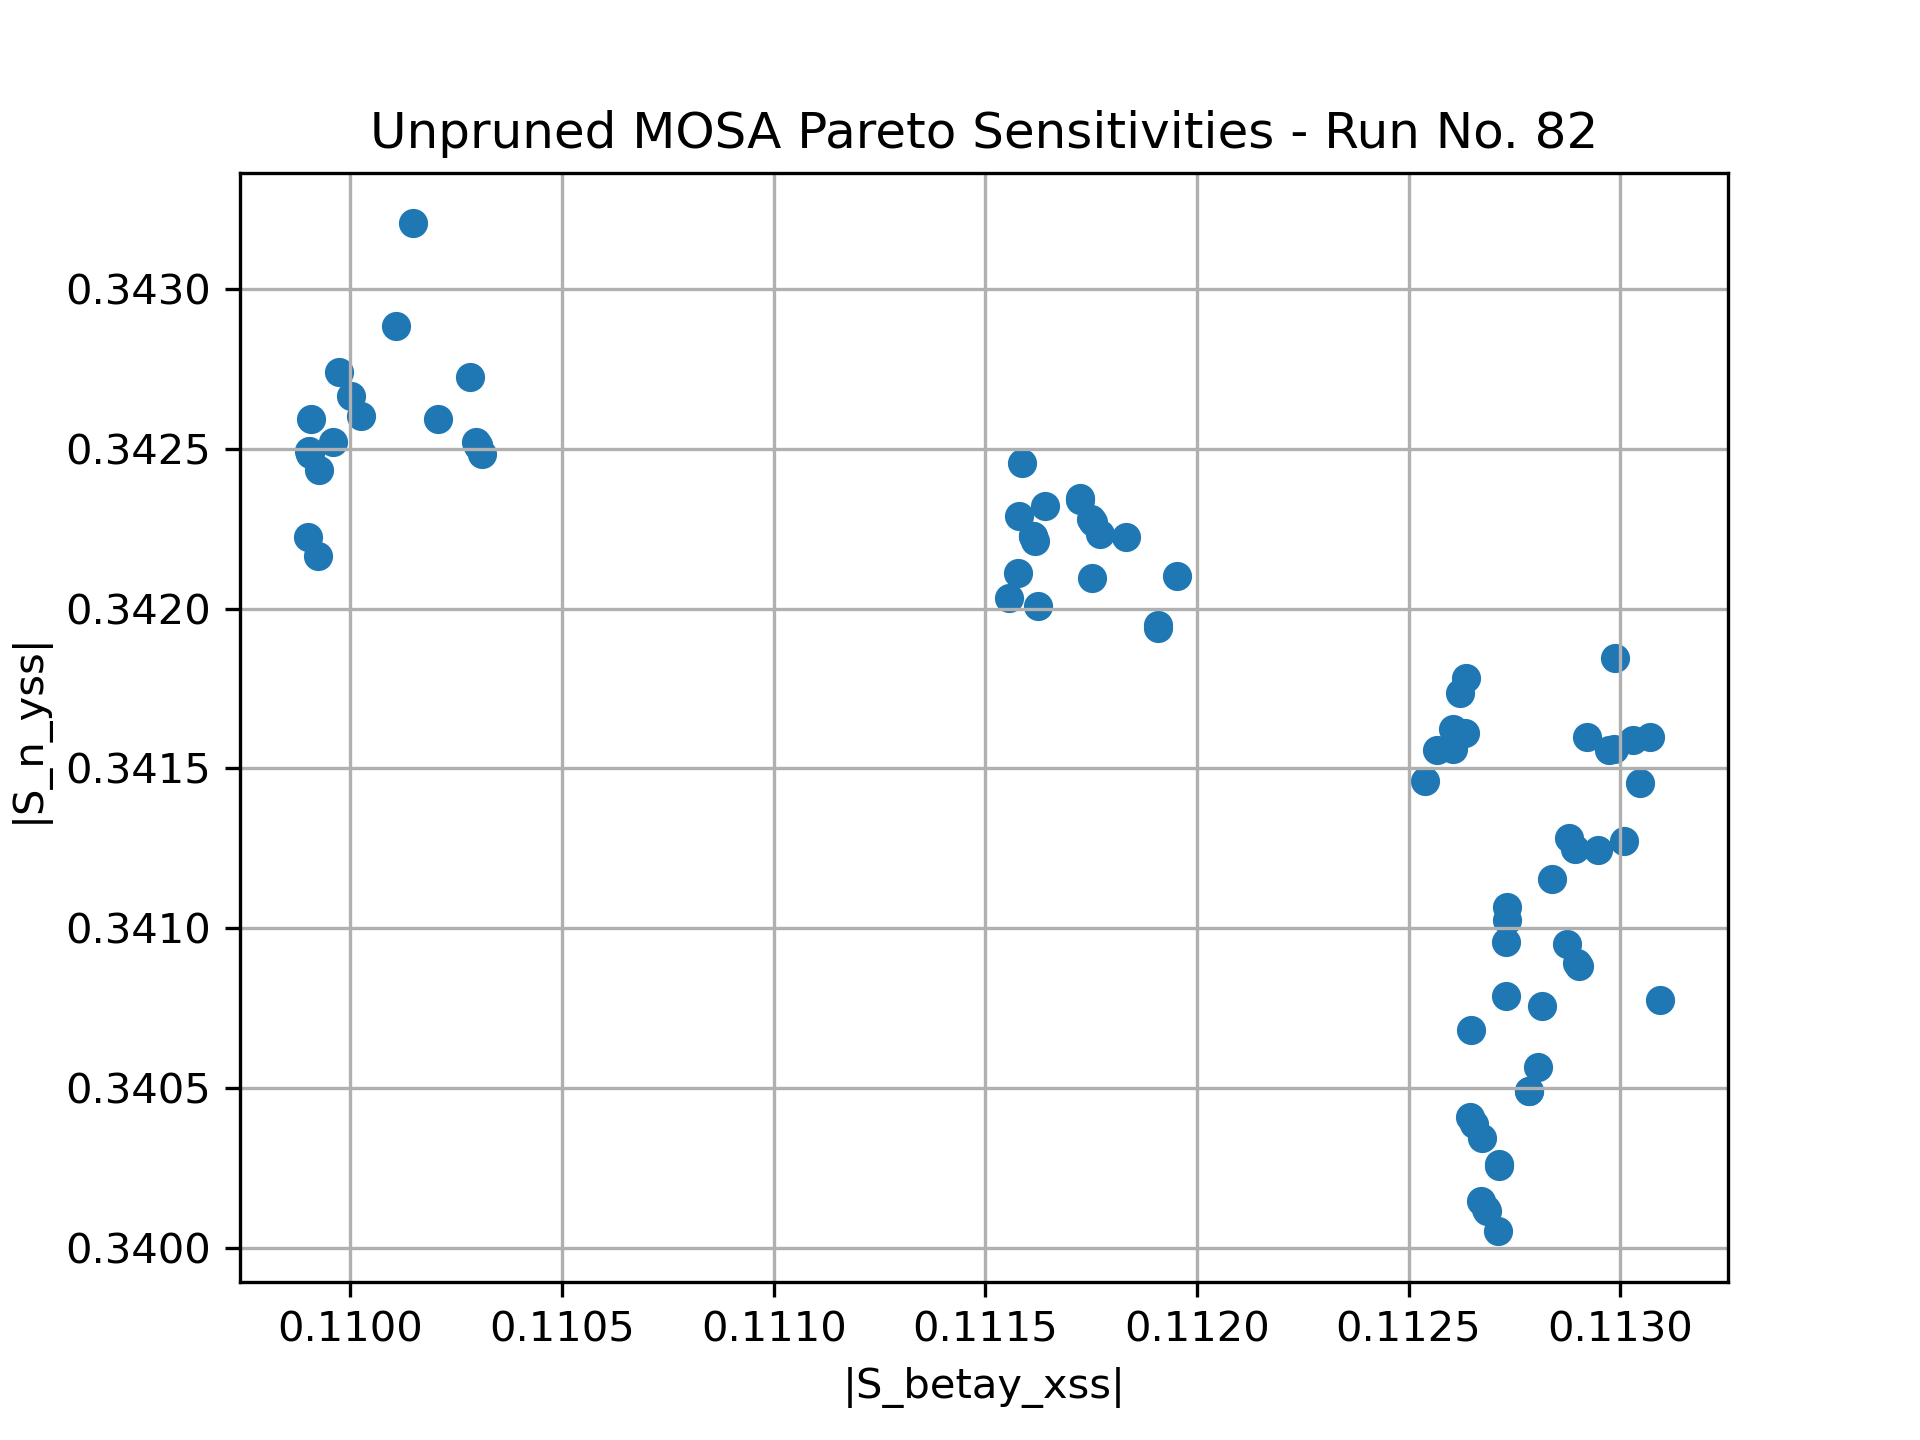 Unpruned MOSA Pareto Sensitivities - Run No. 82
|S_n_yss|
0.3430
0.3425
0.3420
0.3415
0.3410
0.3405
0.3400
0.1100 0.1105 0.1110 0.1115 0.1120 0.1125 0.1130
|S_betay_xss|